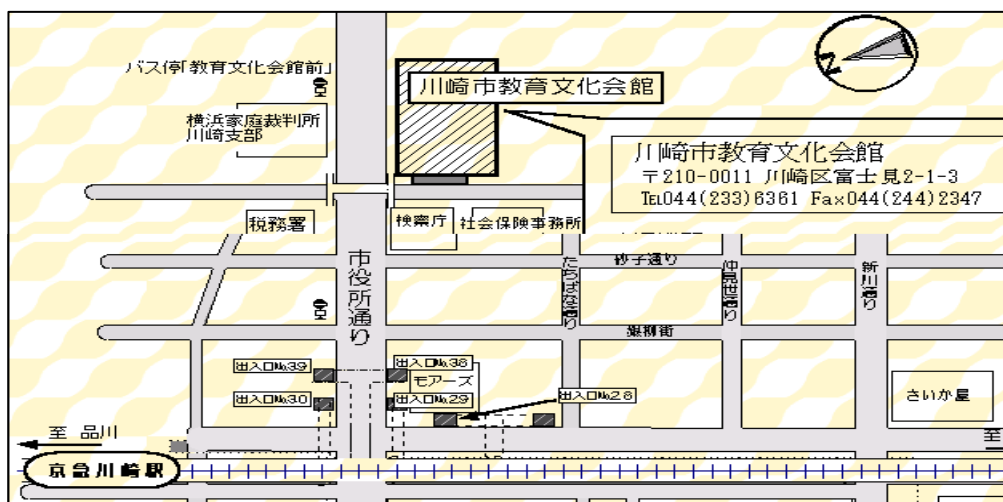 バス停「教育文化会館前」
川崎市教育文化会館
横浜家庭裁判所
川崎支部
川崎市教育文化会館
〒210-0011 川崎区富士見2-1-3
TEL044(233)6361 Fax044(244)2347
税務署
検察庁
社会保険事務所
市役所通り
たちばな通り
砂子通り
仲見世通り
新川通り
銀柳街
出入口No.39
出入口No.38
モアーズ
出入口No.30
出入口No.29
出入口No.28
さいか屋
至 品川
至
京急川崎駅
N